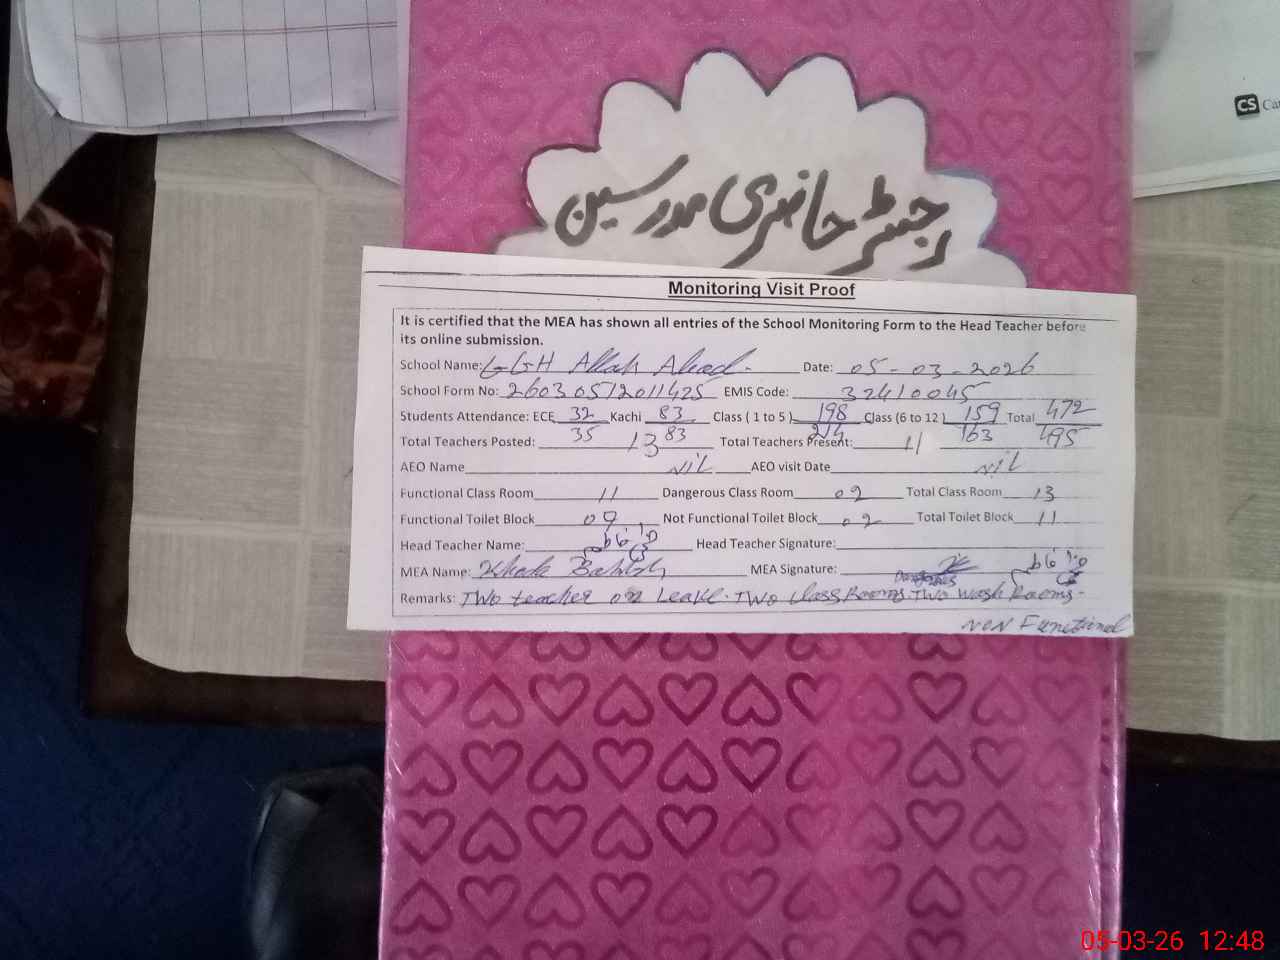 CS Ca
رجسٹر حاضری مدرسین
Monitoring Visit Proof
It is certified that the MEA has shown all entries of the School Monitoring Form to the Head Teacher before
its online submission.
School Name: GGH Allah Abad. Date: 05-03-2026
School Form No: 26030512011425 EMIS Code: 32410045
Students Attendance: ECE 32 Kachi 83 Class ( 1 to 5 ) 198 Class (6 to 12 ) 159 Total 472
35 83 214 163 495
Total Teachers Posted: 13 Total Teachers Present: 11
AEO Name Nil AEO visit Date Nil
Functional Class Room 11 Dangerous Class Room 02 Total Class Room 13
Functional Toilet Block 09 Not Functional Toilet Block 02 Total Toilet Block 11
Head Teacher Name: Head Teacher Signature:
MEA Name: MEA Signature:
Remarks: Two teacher on Leave. Two Class Rooms Dangerous Two Wash Rooms-
Non Functional
05-03-26 12:48